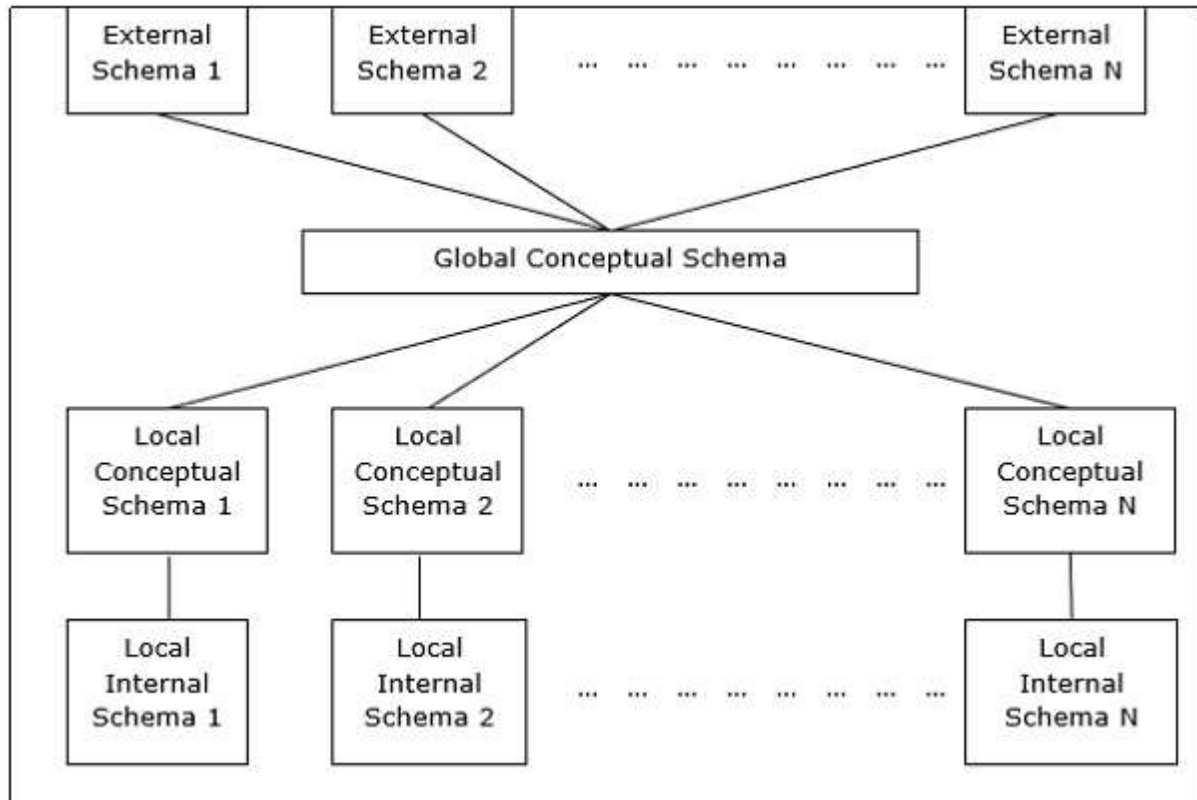 External
Schema 1
External
Schema 2
... ... ... ... ... ... ... ...
External
Schema N
Global Conceptual Schema
Local
Conceptual
Schema 1
Local
Conceptual
Schema 2
... ... ... ... ... ... ... ...
Local
Conceptual
Schema N
Local
Internal
Schema 1
Local
Internal
Schema 2
... ... ... ... ... ... ... ...
Local
Internal
Schema N